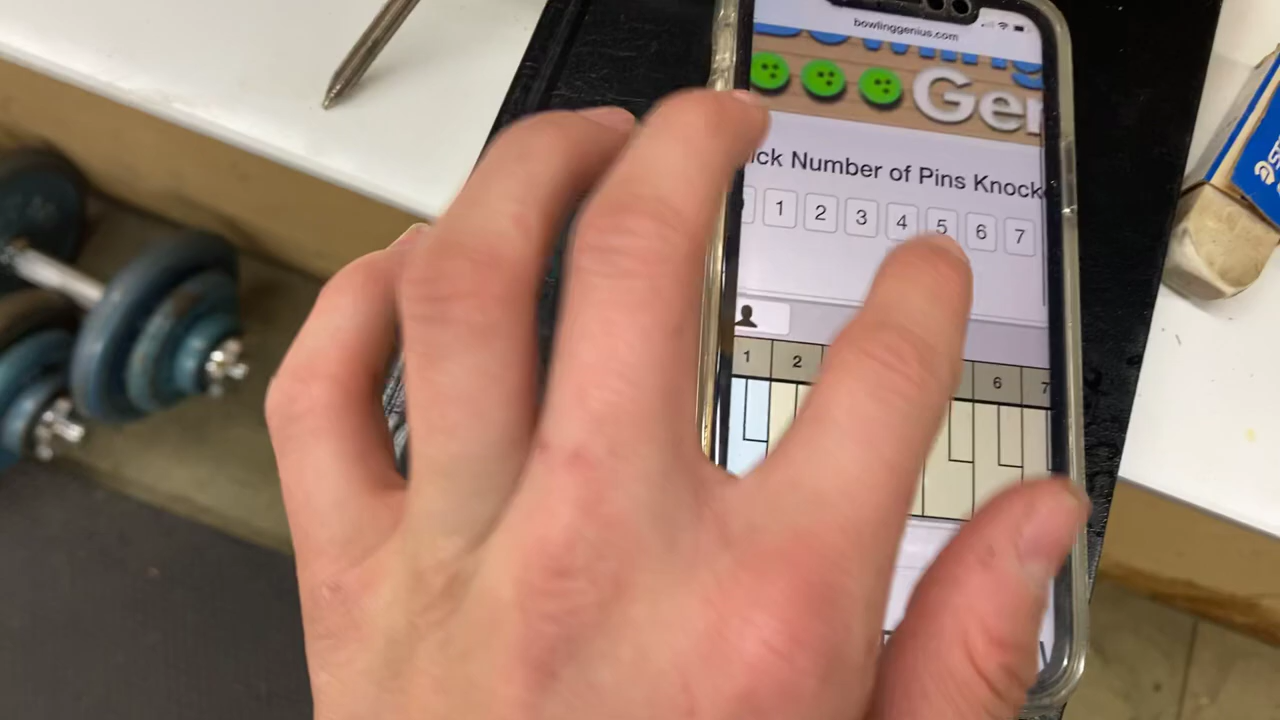 bowlinggenius.com
Bowling
Gen
ick Number of Pins Knock
1 2 3 4 5 6 7
1 2 6 7